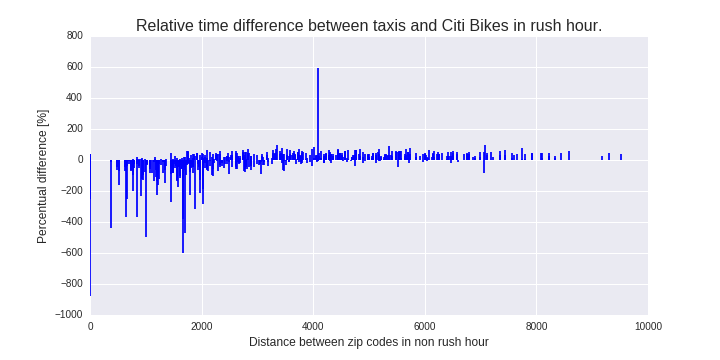 Relative time difference between taxis and Citi Bikes in rush hour.
800
600
400
200
0
−200
−400
−600
−800
−1000
Percentual difference [%]
0 2000 4000 6000 8000 10000
Distance between zip codes in non rush hour